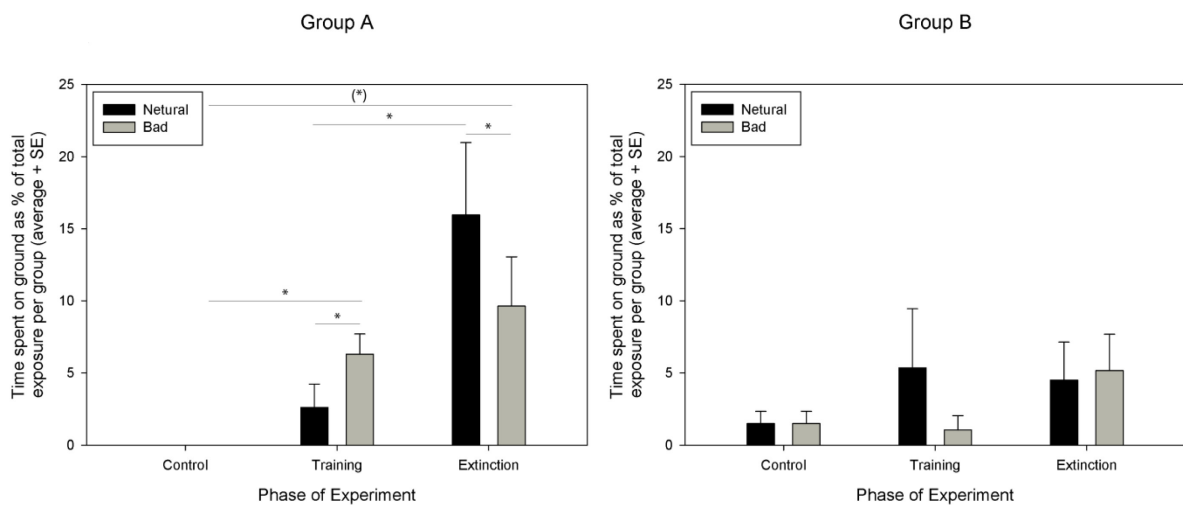 Group A
Time spent on ground as % of total
exposure per group (average + SE)
25
20
15
10
5
0
Netural
Bad
(*)
*
*
*
*
Control
Training
Extinction
Phase of Experiment
Group B
Time spent on ground as % of total
exposure per group (average + SE)
25
20
15
10
5
0
Netural
Bad
Control
Training
Extinction
Phase of Experiment